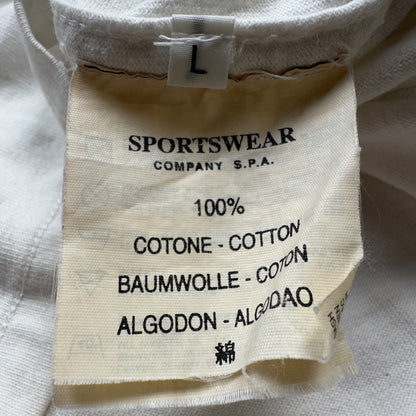 L
SPORTSWEAR
COMPANY S.P.A.
100%
COTONE - COTTON
BAUMWOLLE - COTON
ALGODON - ALGODAO
綿